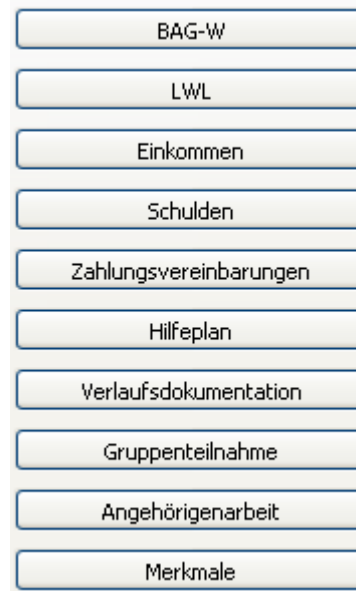 BAG-W
LWL
Einkommen
Schulden
Zahlungsvereinbarungen
Hilfeplan
Verlaufsdokumentation
Gruppenteilnahme
Angehörigenarbeit
Merkmale